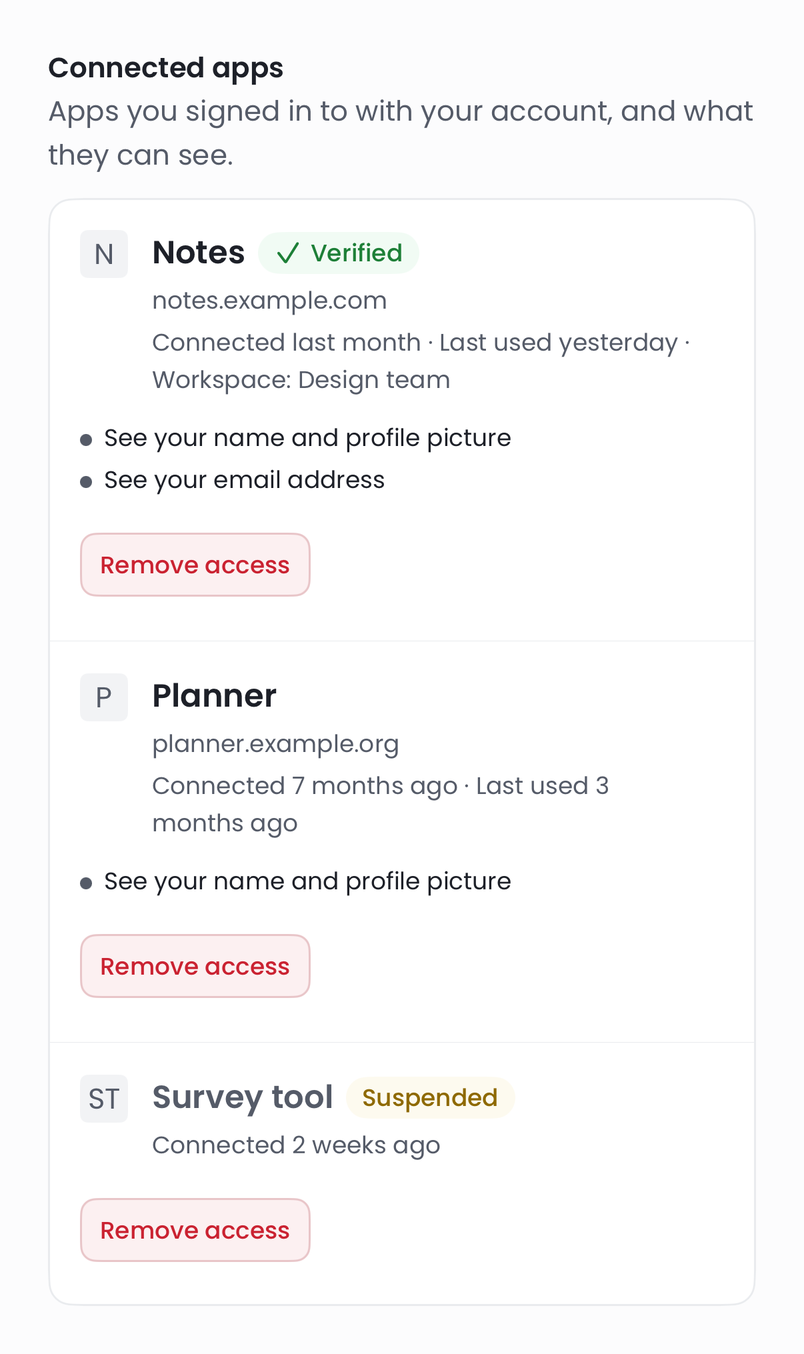 Connected apps
Apps you signed in to with your account, and what
they can see.
N
Notes
Verified
notes.example.com
Connected last month · Last used yesterday ·
Workspace: Design team
See your name and profile picture
See your email address
Remove access
P
Planner
planner.example.org
Connected 7 months ago · Last used 3
months ago
See your name and profile picture
Remove access
ST
Survey tool
Suspended
Connected 2 weeks ago
Remove access